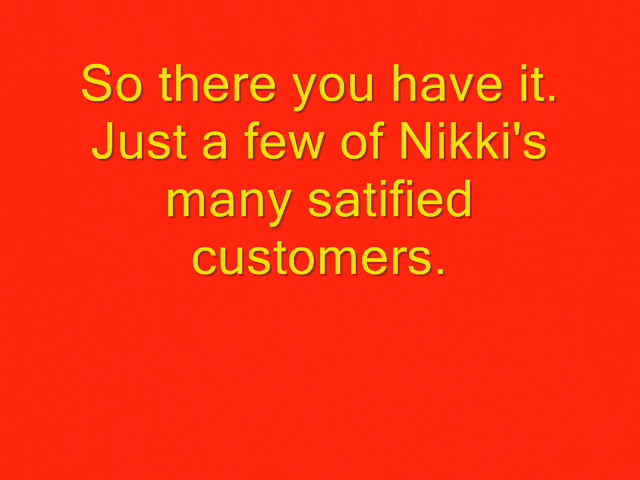 So there you have it.
Just a few of Nikki's
many satified
customers.